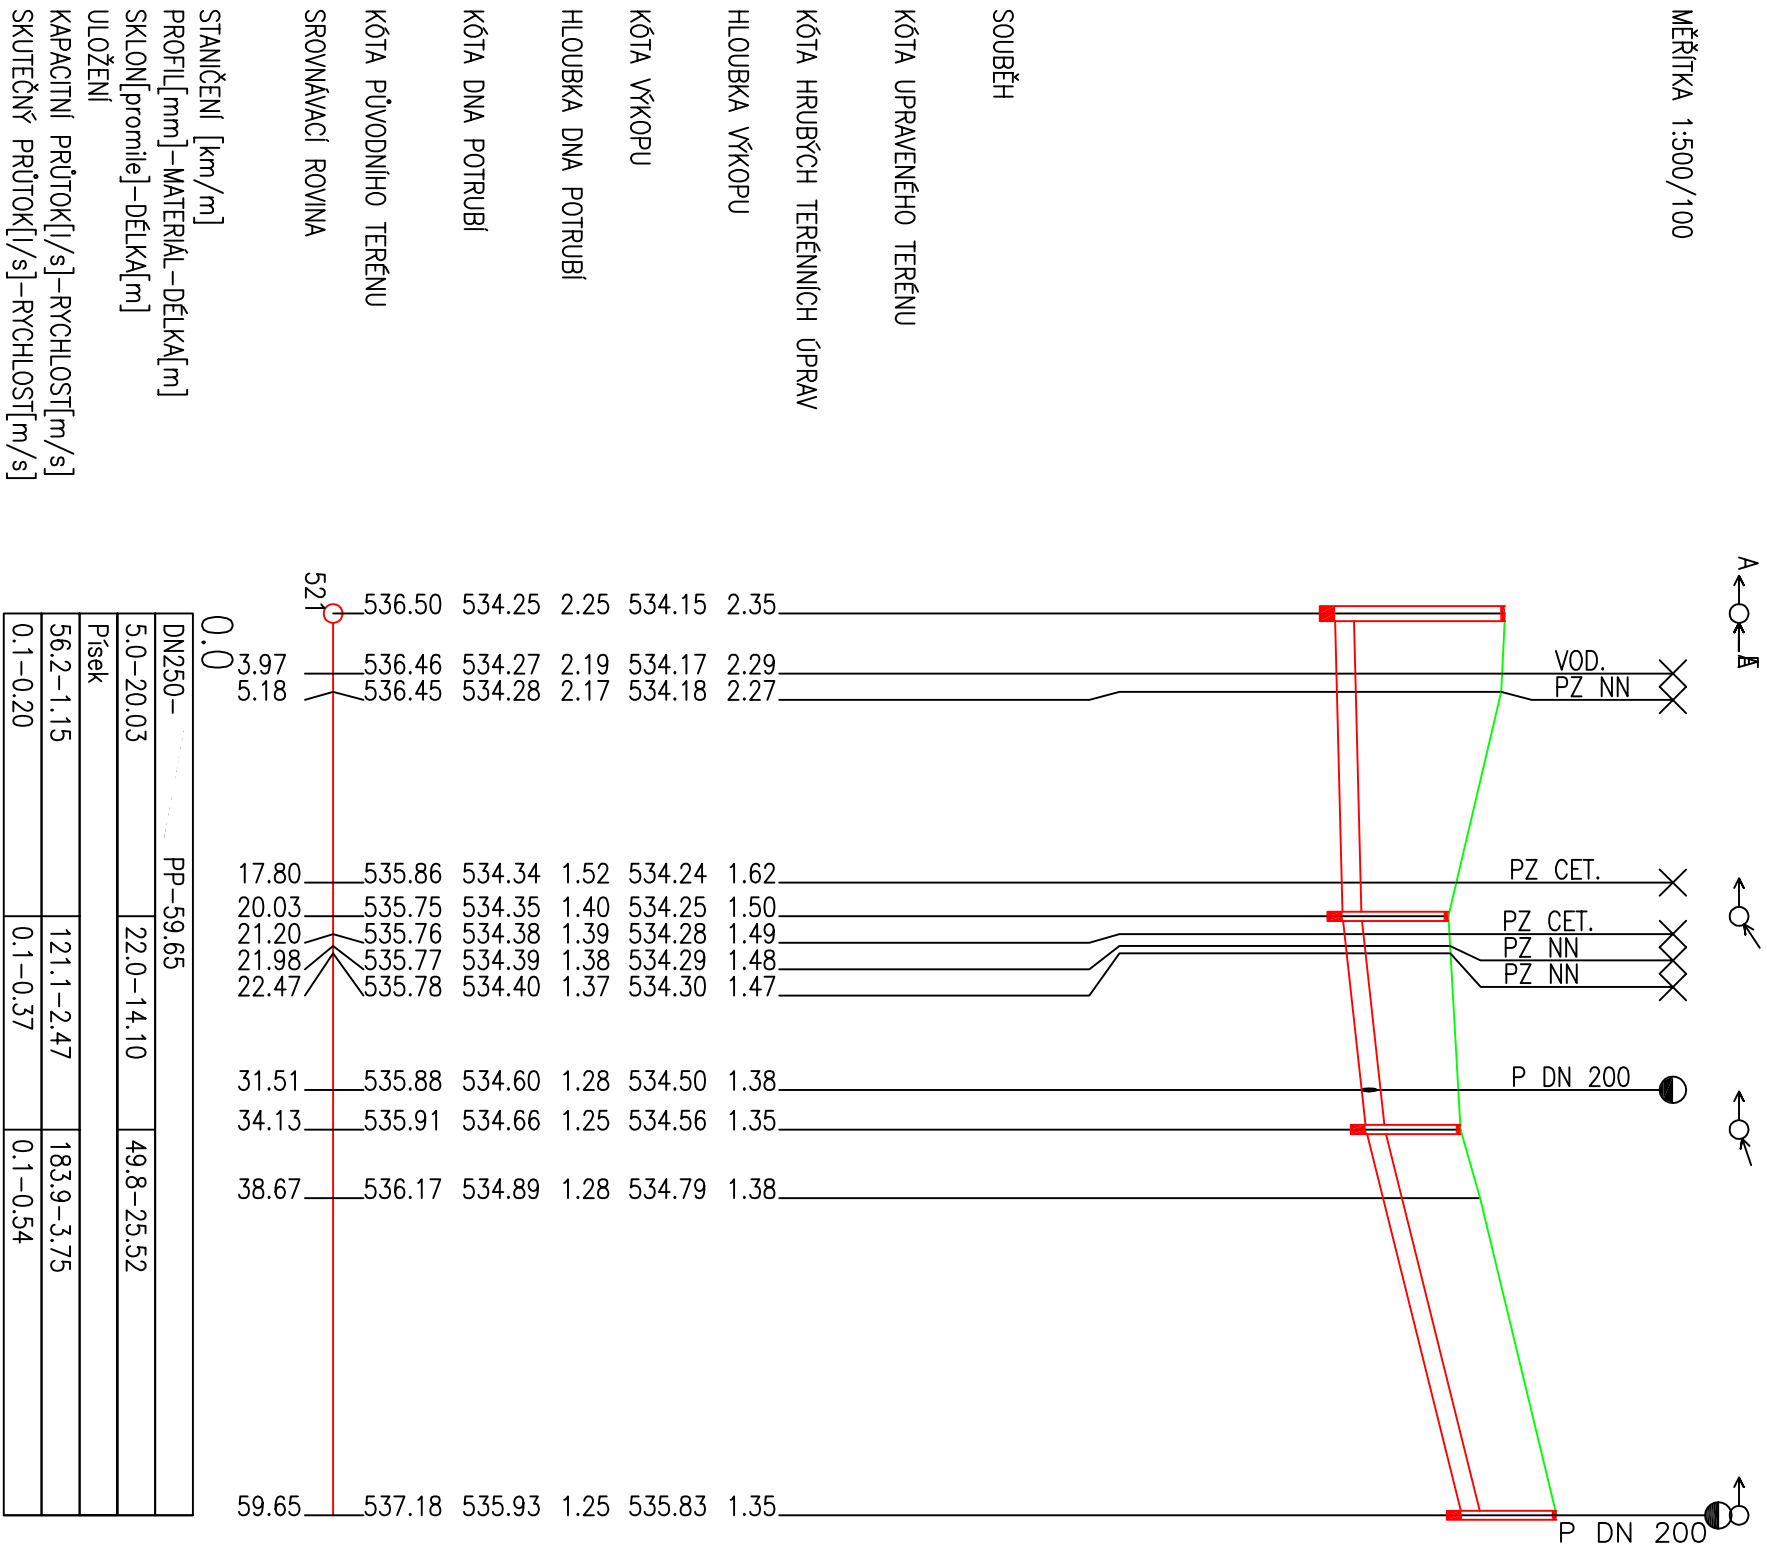 MĚŘÍTKA 1:500/100
SOUBĚH
KÓTA UPRAVENÉHO TERÉNU
KÓTA HRUBÝCH TERÉNNÍCH ÚPRAV
HLOUBKA VÝKOPU
KÓTA VÝKOPU
HLOUBKA DNA POTRUBÍ
KÓTA DNA POTRUBÍ
KÓTA PŮVODNÍHO TERÉNU
SROVNÁVACÍ ROVINA
STANIČENÍ [km/m]
PROFIL[mm]-MATERIÁL-DÉLKA[m]
SKLON[promile]-DÉLKA[m]
ULOŽENÍ
KAPACITNÍ PRŮTOK[l/s]-RYCHLOST[m/s]
SKUTEČNÝ PRŮTOK[l/s]-RYCHLOST[m/s]
A
521
0.0
536.50 534.25 2.25 534.15 2.35
3.97 536.46 534.27 2.19 534.17 2.29 VOD.
5.18 536.45 534.28 2.17 534.18 2.27 PZ NN
17.80 535.86 534.34 1.52 534.24 1.62 PZ CET.
20.03 535.75 534.35 1.40 534.25 1.50
21.20 535.76 534.38 1.39 534.28 1.49 PZ CET.
21.98 535.77 534.39 1.38 534.29 1.48 PZ NN
22.47 535.78 534.40 1.37 534.30 1.47 PZ NN
31.51 535.88 534.60 1.28 534.50 1.38 P DN 200
34.13 535.91 534.66 1.25 534.56 1.35
38.67 536.17 534.89 1.28 534.79 1.38
59.65 537.18 535.93 1.25 535.83 1.35 P DN 200
DN250- PP-59.65
5.0-20.03 22.0-14.10 49.8-25.52
Písek
56.2-1.15 121.1-2.47 183.9-3.75
0.1-0.20 0.1-0.37 0.1-0.54